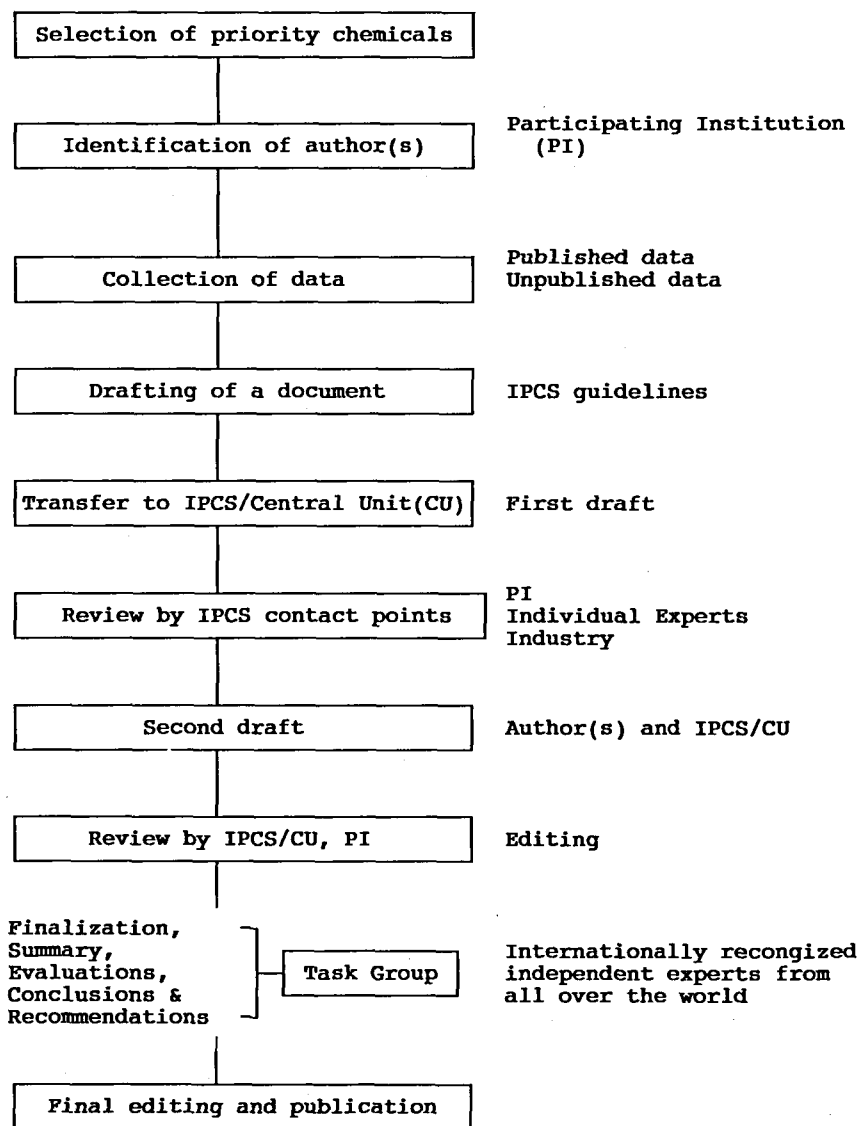 Selection of priority chemicals
Identification of author(s)
Participating Institution
(PI)
Collection of data
Published data
Unpublished data
Drafting of a document
IPCS guidelines
Transfer to IPCS/Central Unit(CU)
First draft
Review by IPCS contact points
PI
Individual Experts
Industry
Second draft
Author(s) and IPCS/CU
Review by IPCS/CU, PI
Editing
Finalization,
Summary,
Evaluations,
Conclusions &
Recommendations
Task Group
Internationally recongized
independent experts from
all over the world
Final editing and publication